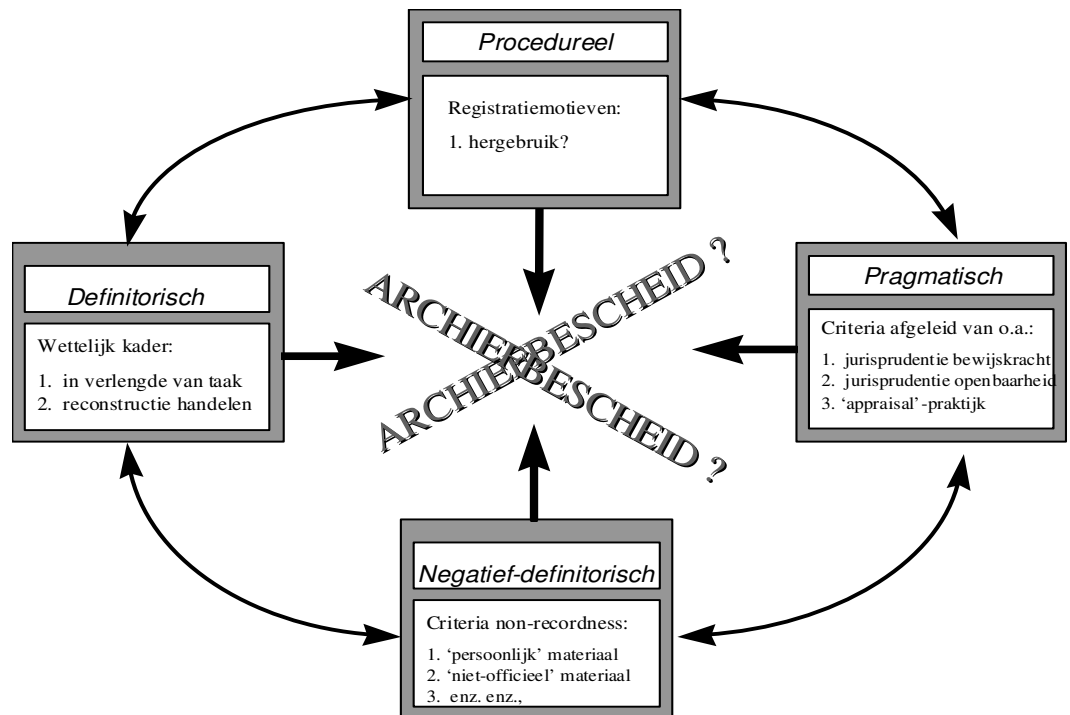 Procedureel
Registratiemotieven:
1. hergebruik?
Definitorisch
Wettelijk kader:
1. in verlengde van taak
2. reconstructie handelen
ARCHIEFBESCHEID ?
ARCHIEFBESCHEID ?
Pragmatisch
Criteria afgeleid van o.a.:
1. jurisprudentie bewijskracht
2. jurisprudentie openbaarheid
3. ‘appraisal’-praktijk
Negatief-definitorisch
Criteria non-recordness:
1. ‘persoonlijk’ materiaal
2. ‘niet-officieel’ materiaal
3. enz. enz.,